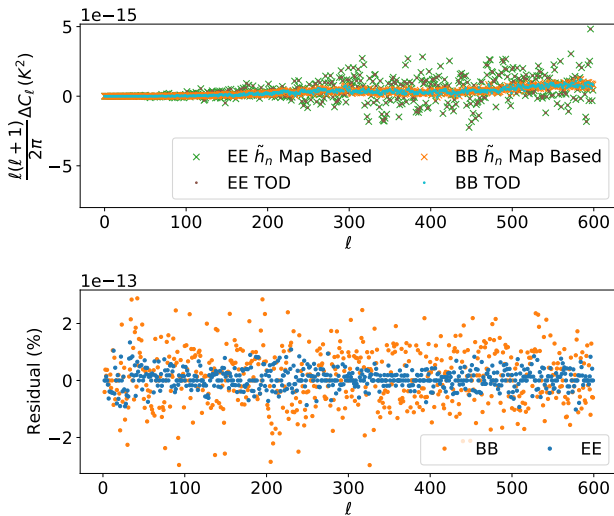 1e−15
ℓ(ℓ+1)/2π ΔC_ℓ (K²)
5
0
−5
EE h̃ₙ Map Based
BB h̃ₙ Map Based
EE TOD
BB TOD
0 100 200 300 400 500 600
ℓ
1e−13
Residual (%)
2
0
−2
BB
EE
0 100 200 300 400 500 600
ℓ